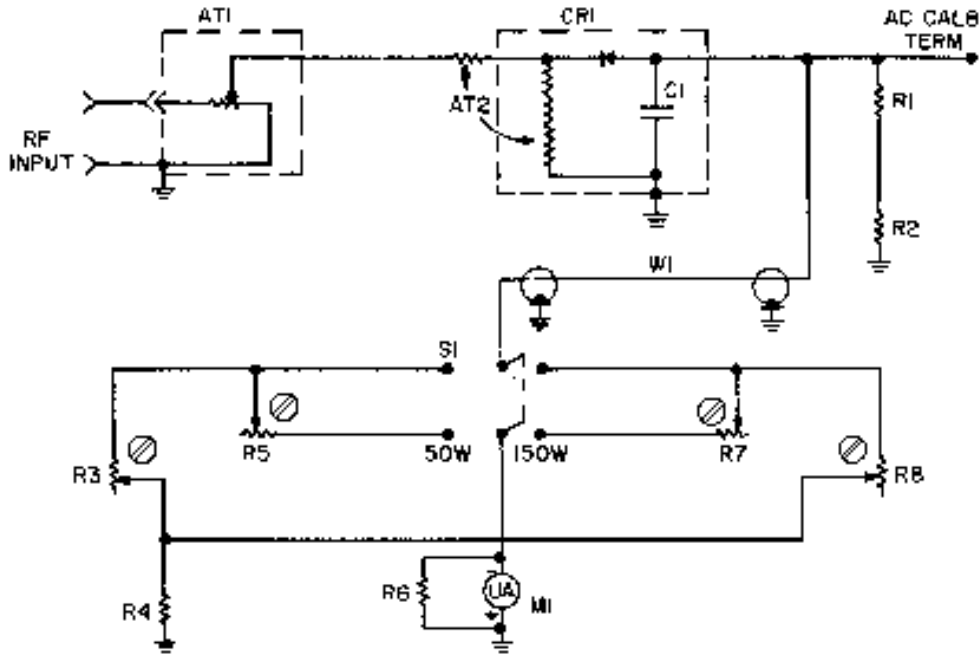 AT1
CR1
AC CALB
TERM
AT2
C1
R1
RF
INPUT
R2
W1
S1
R3
R5
50W
150W
R7
R8
R4
R6
UA
M1